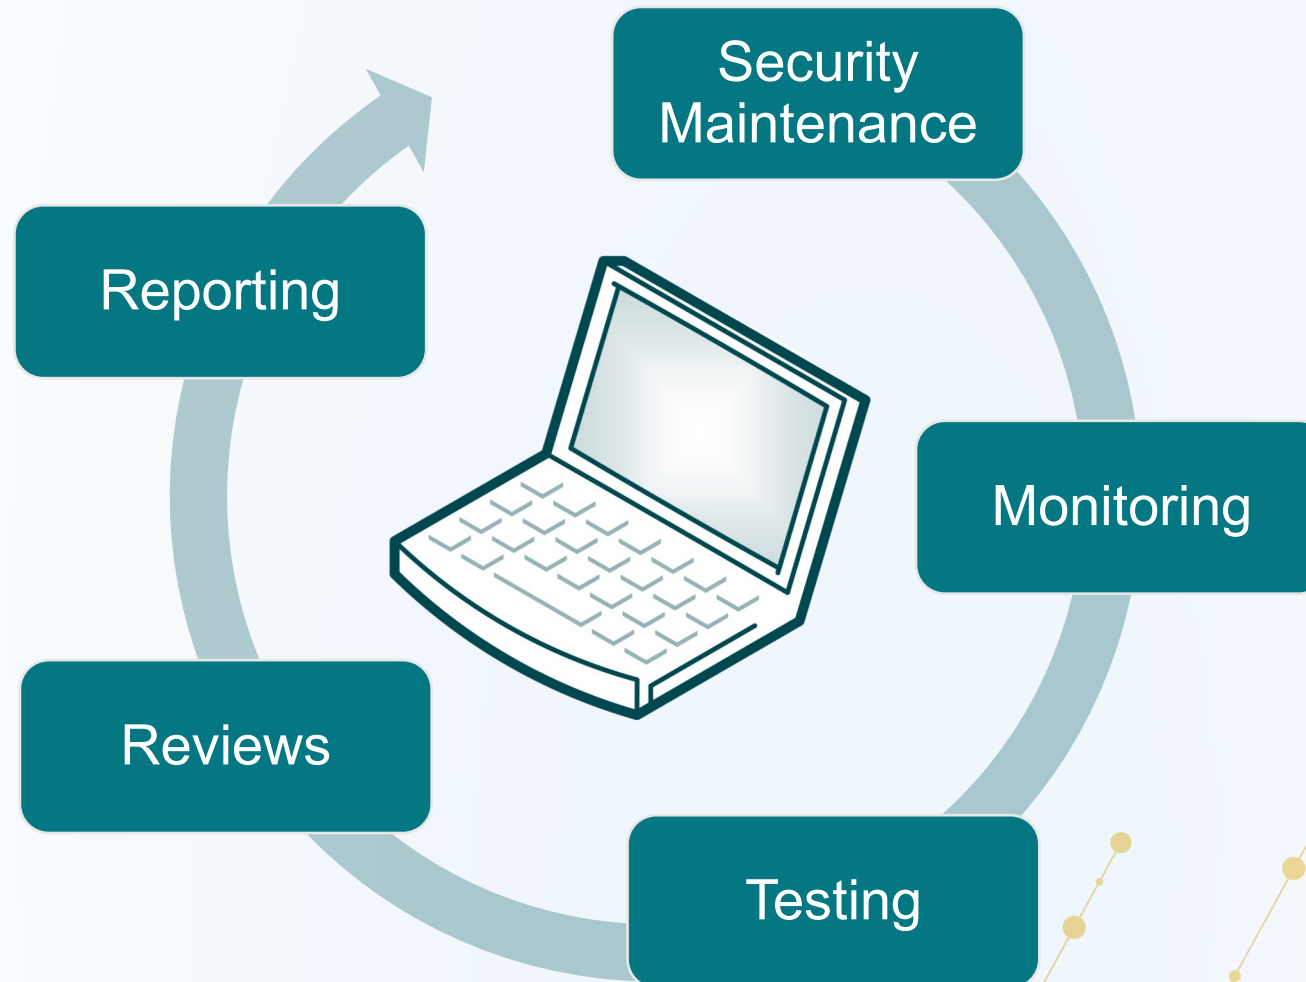 Security
Maintenance
Monitoring
Testing
Reviews
Reporting